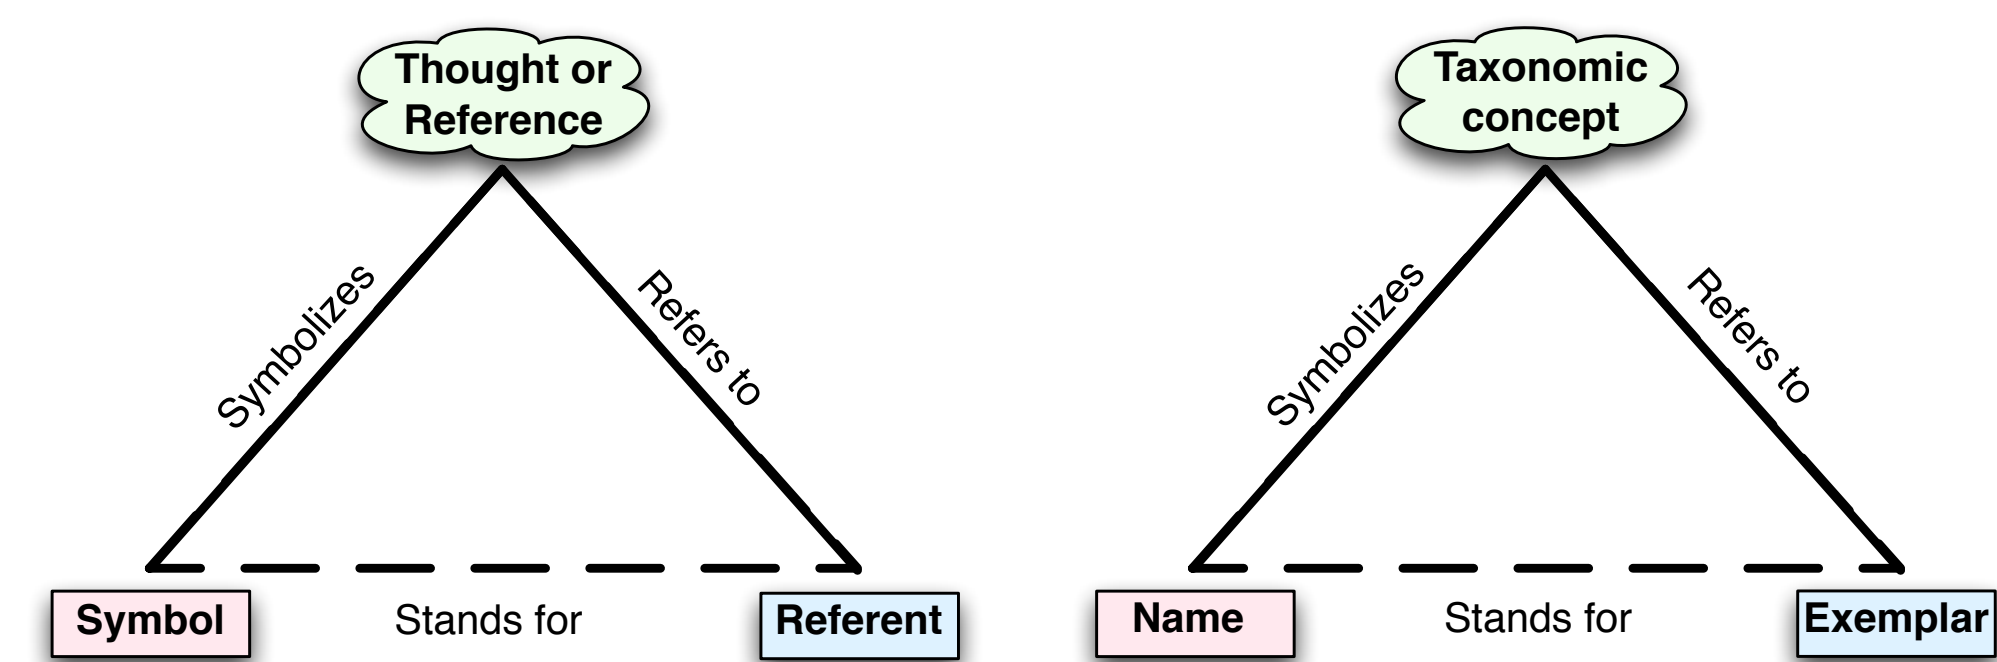 Thought or
Reference
Symbolizes
Refers to
Symbol
Stands for
Referent
Taxonomic
concept
Symbolizes
Refers to
Name
Stands for
Exemplar